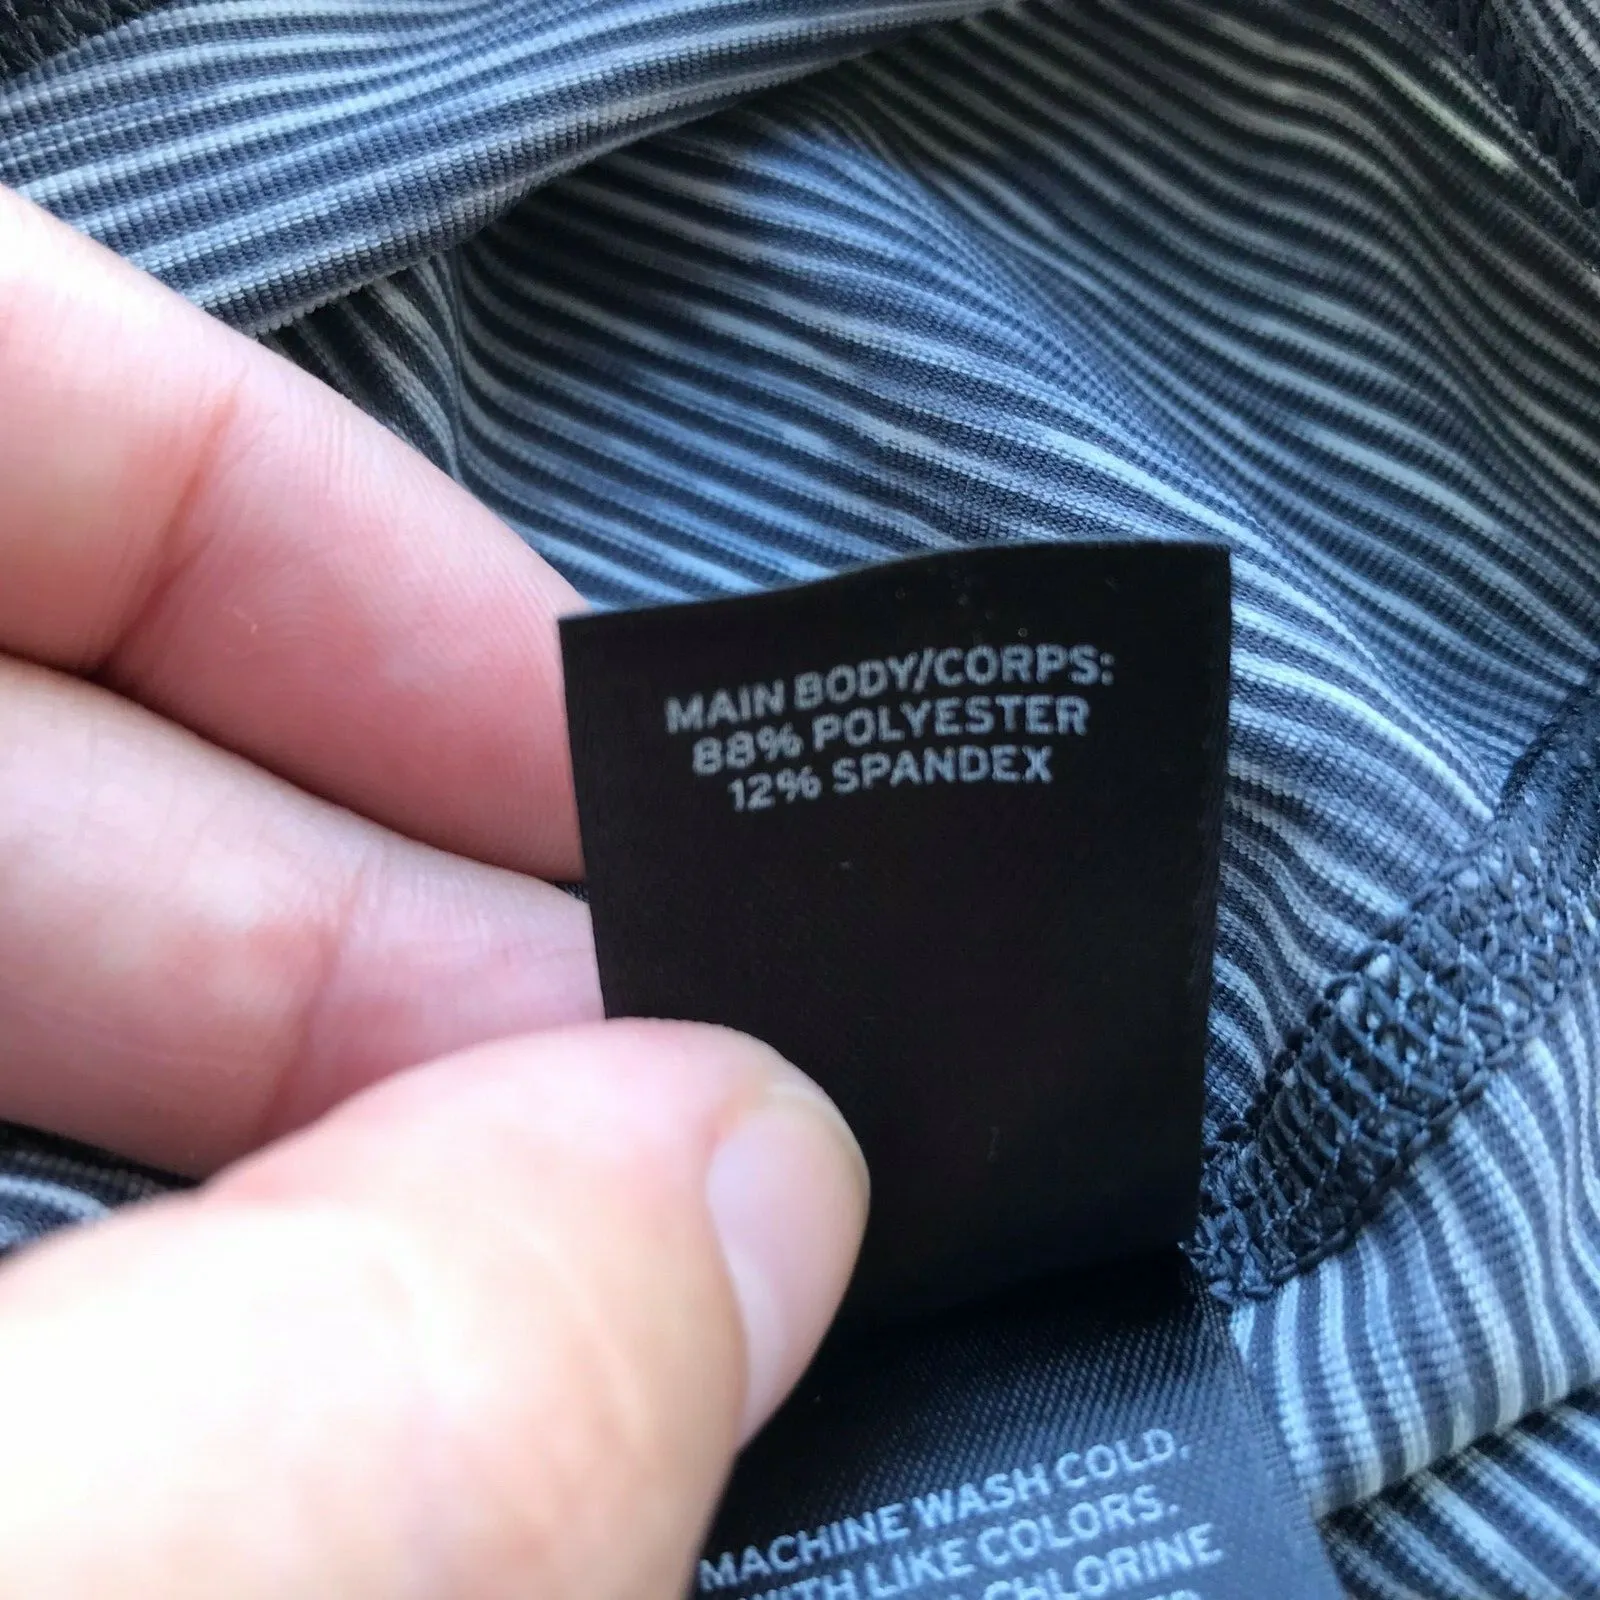 MAIN BODY/CORPS:
88% POLYESTER
12% SPANDEX
MACHINE WASH COLD.
WITH LIKE COLORS.
CHLORINE